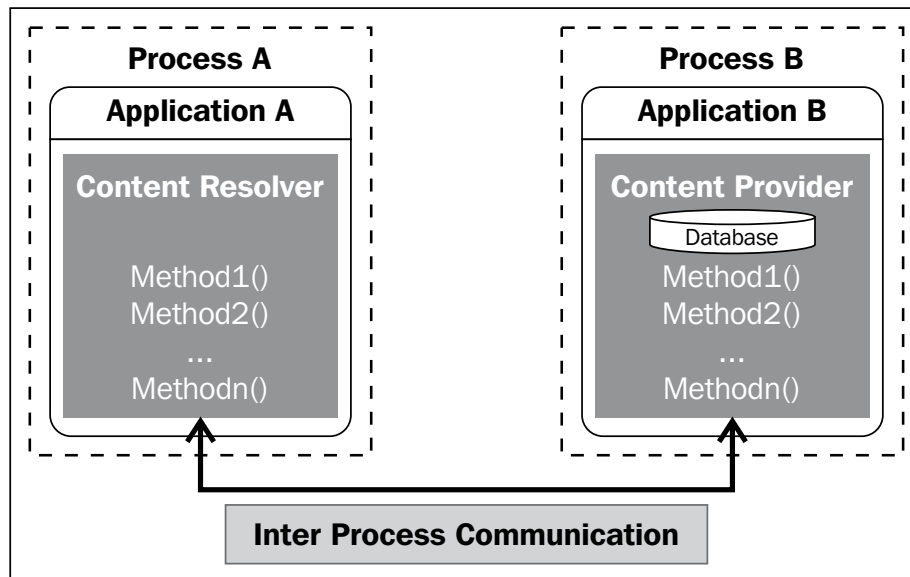 Process A
Application A
Content Resolver
Method1()
Method2()
...
Methodn()
Process B
Application B
Content Provider
Database
Method1()
Method2()
...
Methodn()
Inter Process Communication